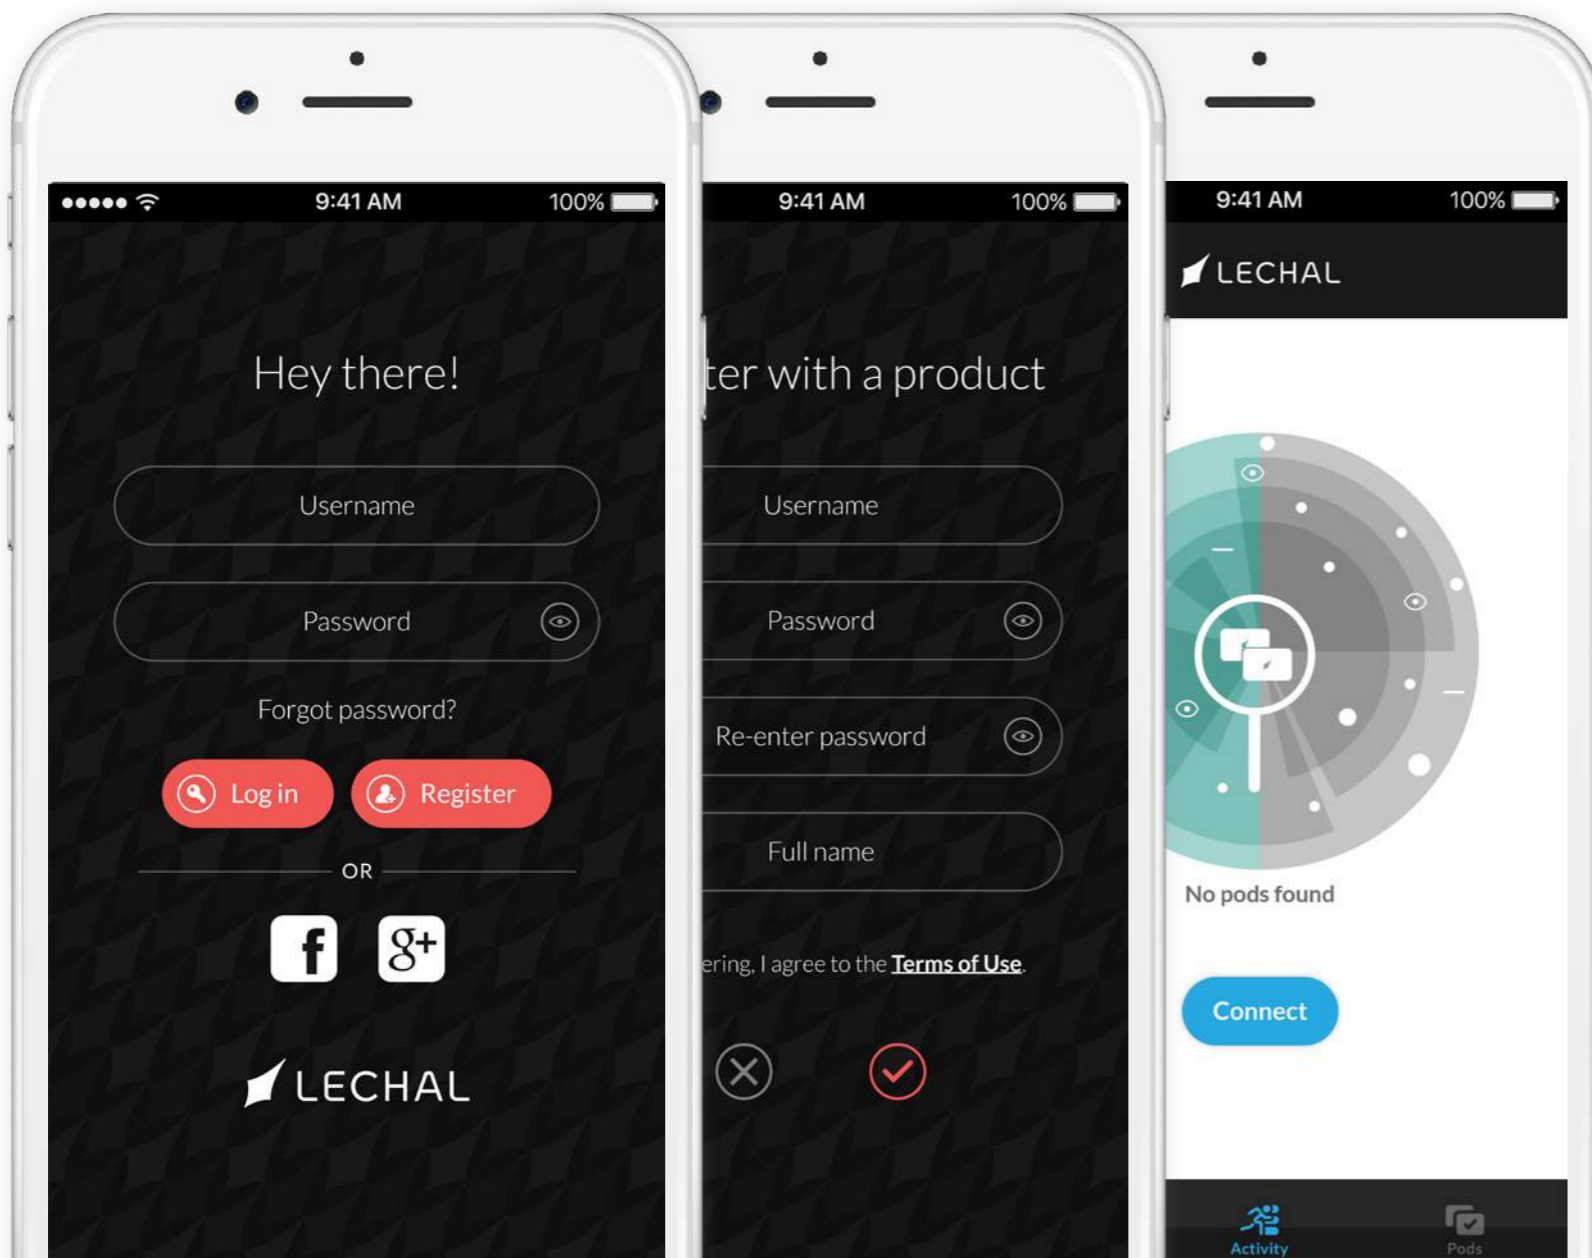 9:41 AM
100%
Hey there!
Username
Password
Forgot password?
Log in
Register
OR
f
g+
LECHAL
9:41 AM
100%
ter with a product
Username
Password
Re-enter password
Full name
ering, I agree to the Terms of Use.
9:41 AM
100%
LECHAL
No pods found
Connect
Activity
Pods